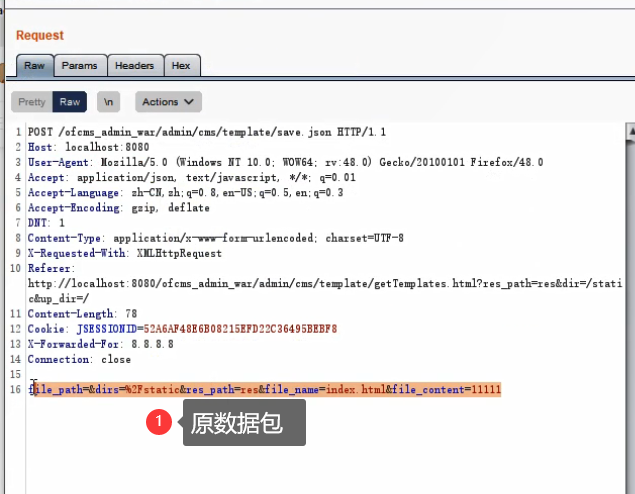 Request
Raw Params Headers Hex
Pretty Raw \n Actions
1 POST /ofcms_admin_war/admin/cms/template/save.json HTTP/1.1
2 Host: localhost:8080
3 User-Agent: Mozilla/5.0 (Windows NT 10.0; WOW64; rv:48.0) Gecko/20100101 Firefox/48.0
4 Accept: application/json, text/javascript, */*; q=0.01
5 Accept-Language: zh-CN,zh;q=0.8,en-US;q=0.5,en;q=0.3
6 Accept-Encoding: gzip, deflate
7 DNT: 1
8 Content-Type: application/x-www-form-urlencoded; charset=UTF-8
9 X-Requested-With: XMLHttpRequest
10 Referer:
http://localhost:8080/ofcms_admin_war/admin/cms/template/getTemplates.html?res_path=res&dir=/stati
c&up_dir=/
11 Content-Length: 78
12 Cookie: JSESSIONID=52A6AF48E6B08215EFD22C36495BEBF8
13 X-Forwarded-For: 8.8.8.8
14 Connection: close
15
16 file_path=&dirs=%2Fstatic&res_path=res&file_name=index.html&file_content=11111
1 原数据包